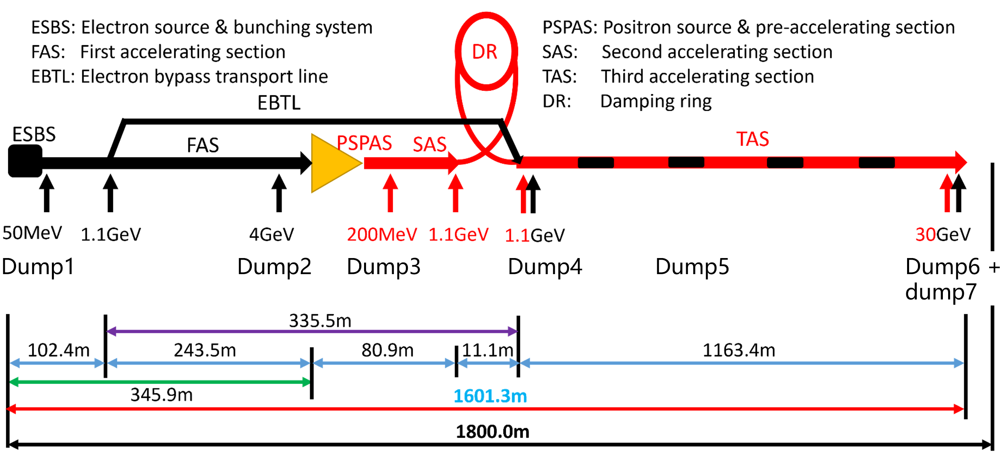 ESBS: Electron source & bunching system
FAS: First accelerating section
EBTL: Electron bypass transport line
PSPAS: Positron source & pre-accelerating section
SAS: Second accelerating section
TAS: Third accelerating section
DR: Damping ring
DR
EBTL
ESBS
FAS
PSPAS
SAS
TAS
50MeV
1.1GeV
4GeV
200MeV
1.1GeV
1.1GeV
30GeV
Dump1
Dump2
Dump3
Dump4
Dump5
Dump6 +
dump7
335.5m
102.4m
243.5m
80.9m
11.1m
1163.4m
345.9m
1601.3m
1800.0m